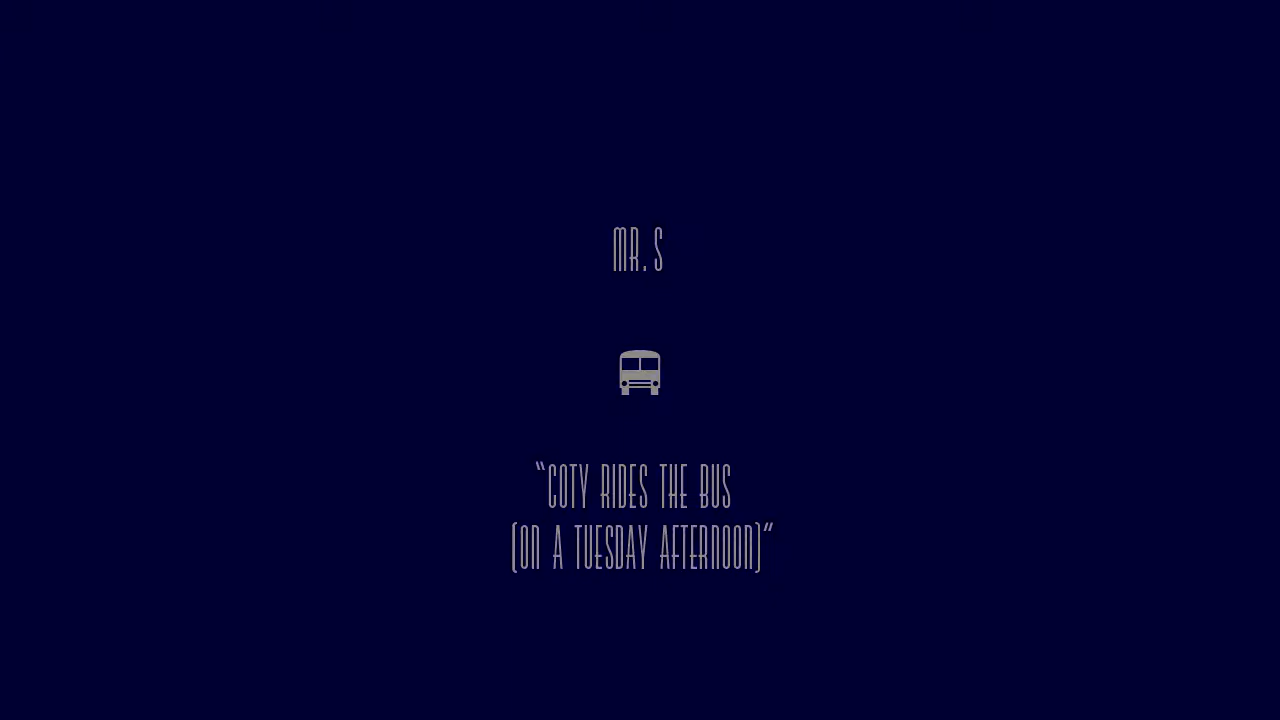 MR. S
“COTY RIDES THE BUS
(ON A TUESDAY AFTERNOON)”